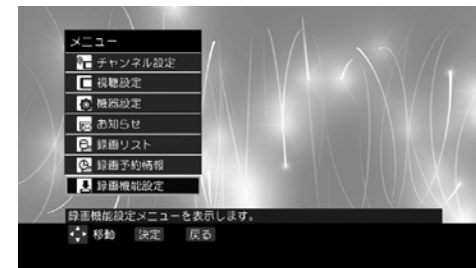 メニュー
チャンネル設定
視聴設定
機器設定
お知らせ
録画リスト
録画予約情報
録画機能設定
録画機能設定メニューを表示します。
移動 決定 戻る